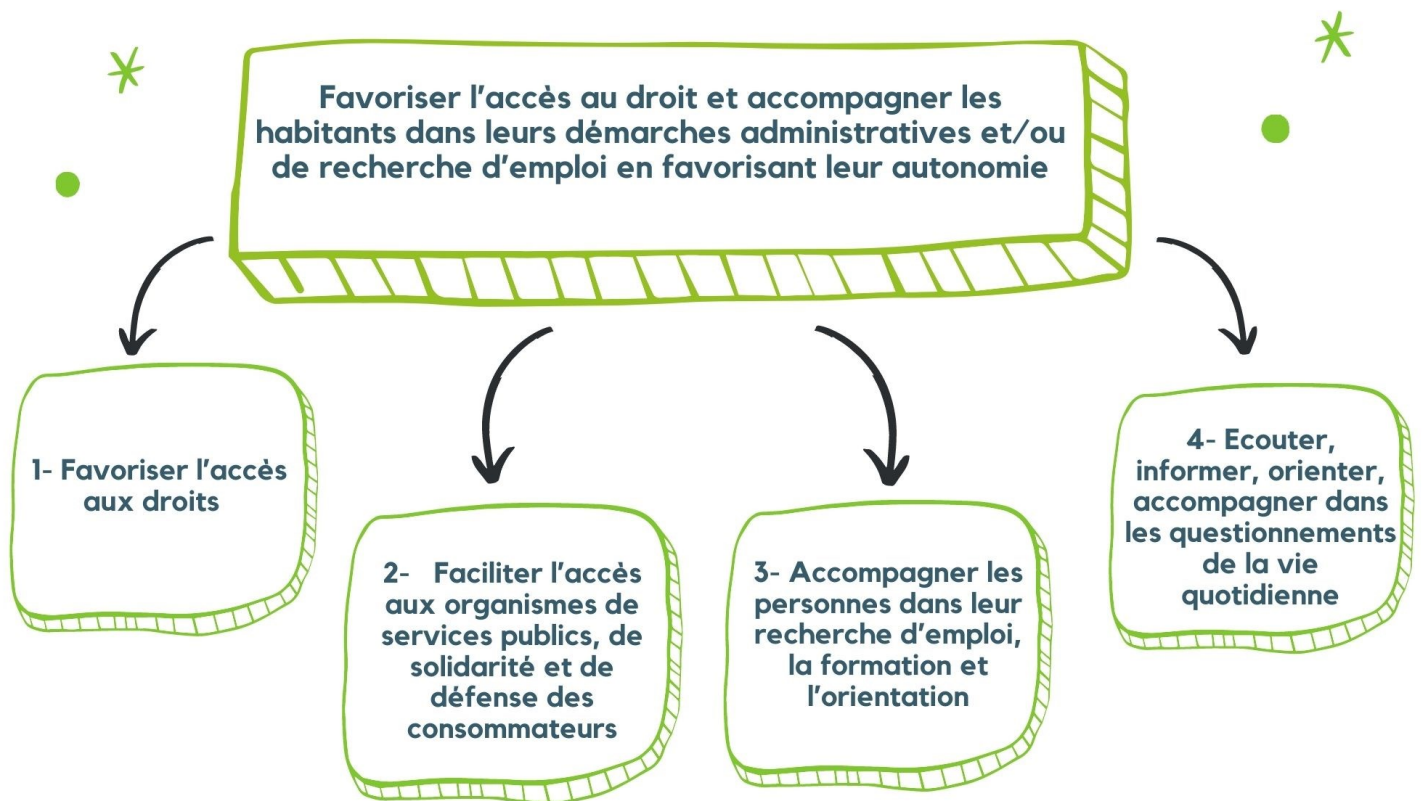 Favoriser l'accès au droit et accompagner les
habitants dans leurs démarches administratives et/ou
de recherche d'emploi en favorisant leur autonomie
1- Favoriser l'accès
aux droits
2- Faciliter l'accès
aux organismes de
services publics, de
solidarité et de
défense des
consommateurs
3- Accompagner les
personnes dans leur
recherche d'emploi,
la formation et
l'orientation
4- Ecouter,
informer, orienter,
accompagner dans
les questionnements
de la vie
quotidienne